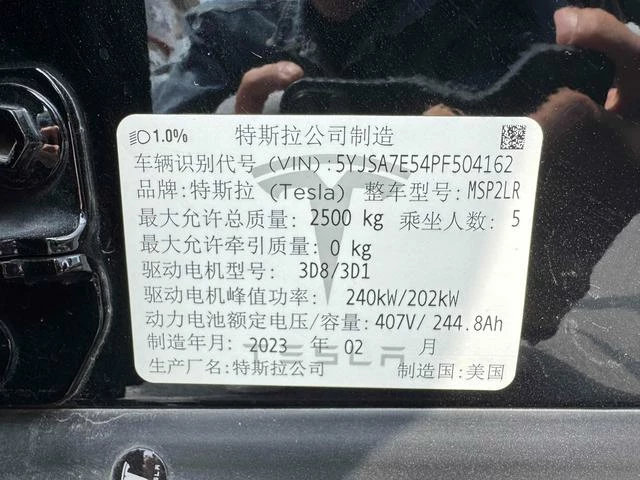 1.0% 特斯拉公司制造
车辆识别代号 (VIN):5YJSA7E54PF504162
品牌:特斯拉 (Tesla) 整车型号:MSP2LR
最大允许总质量: 2500 kg 乘坐人数: 5
最大允许牵引质量: 0 kg
驱动电机型号: 3D8/3D1
驱动电机峰值功率: 240kW/202kW
动力电池额定电压/容量:407V/ 244.8Ah
制造年月: 2023 年 02 月
TESLA
生产厂名:特斯拉公司 制造国:美国